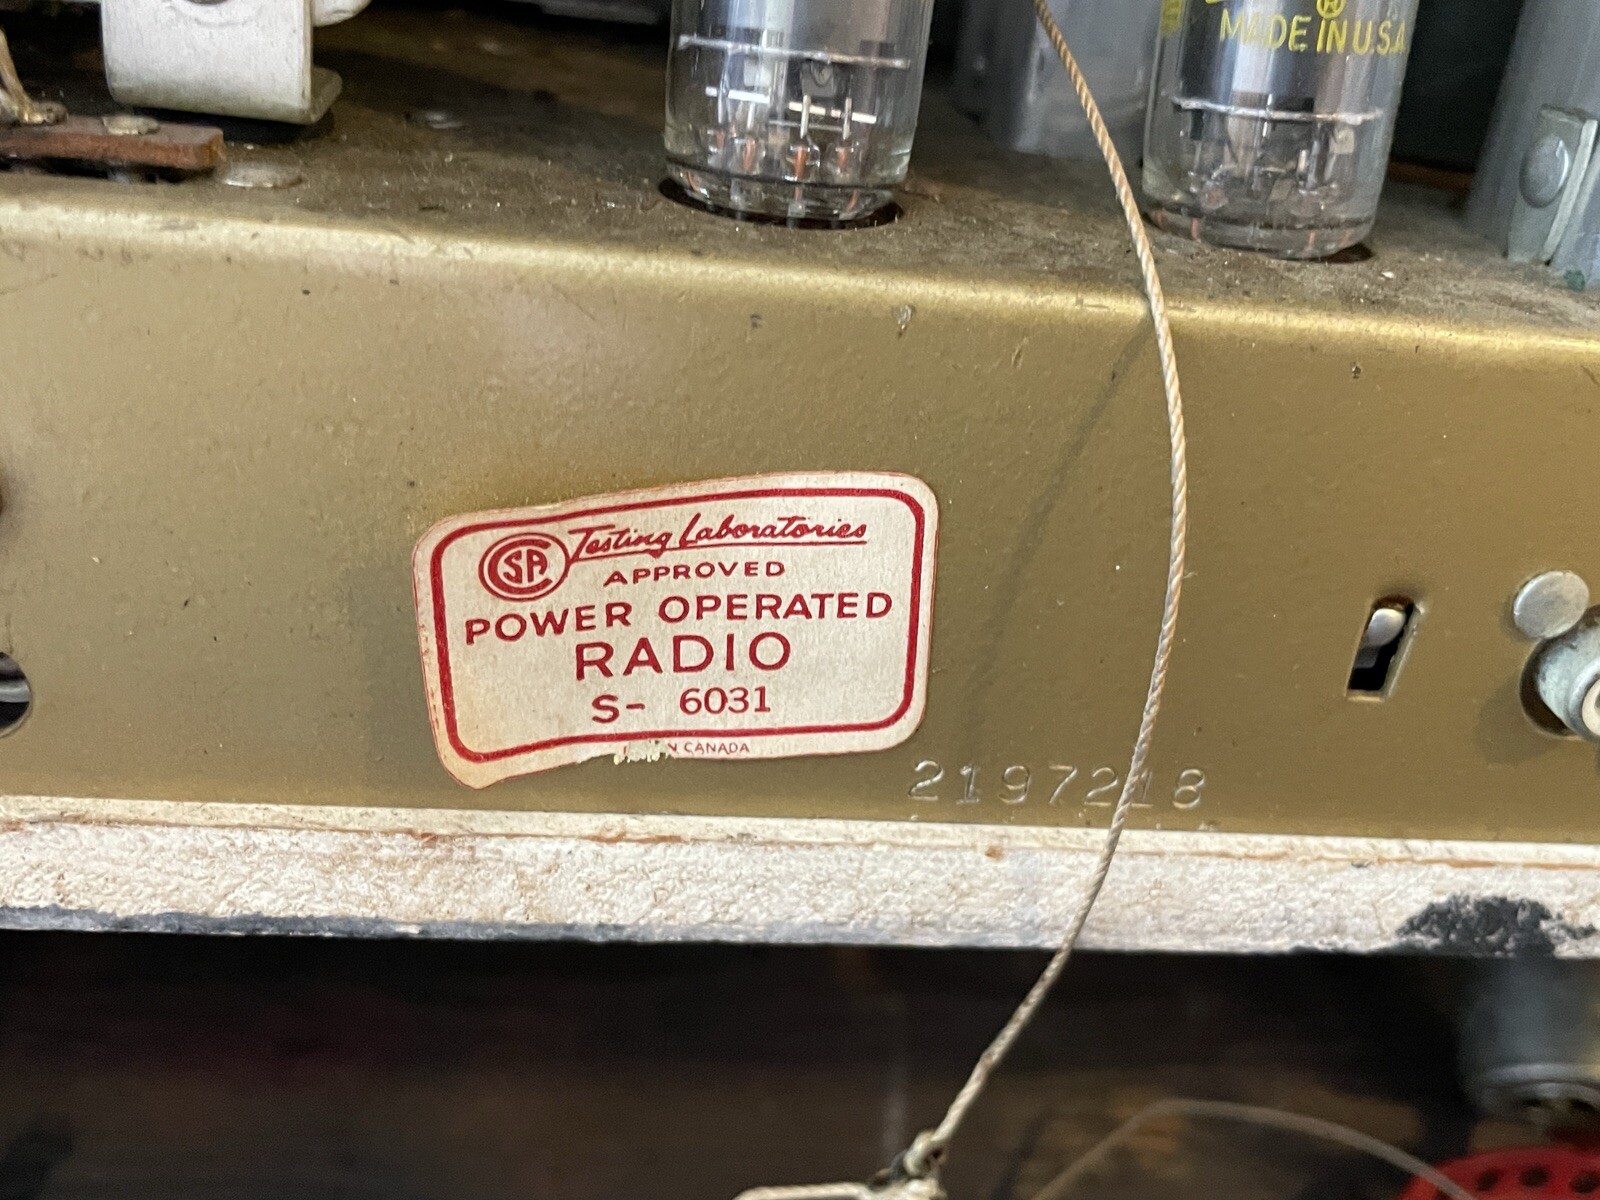 ®
MADE IN U.S.A
CSA Testing Laboratories
APPROVED
POWER OPERATED
RADIO
S- 6031
CANADA
2197218